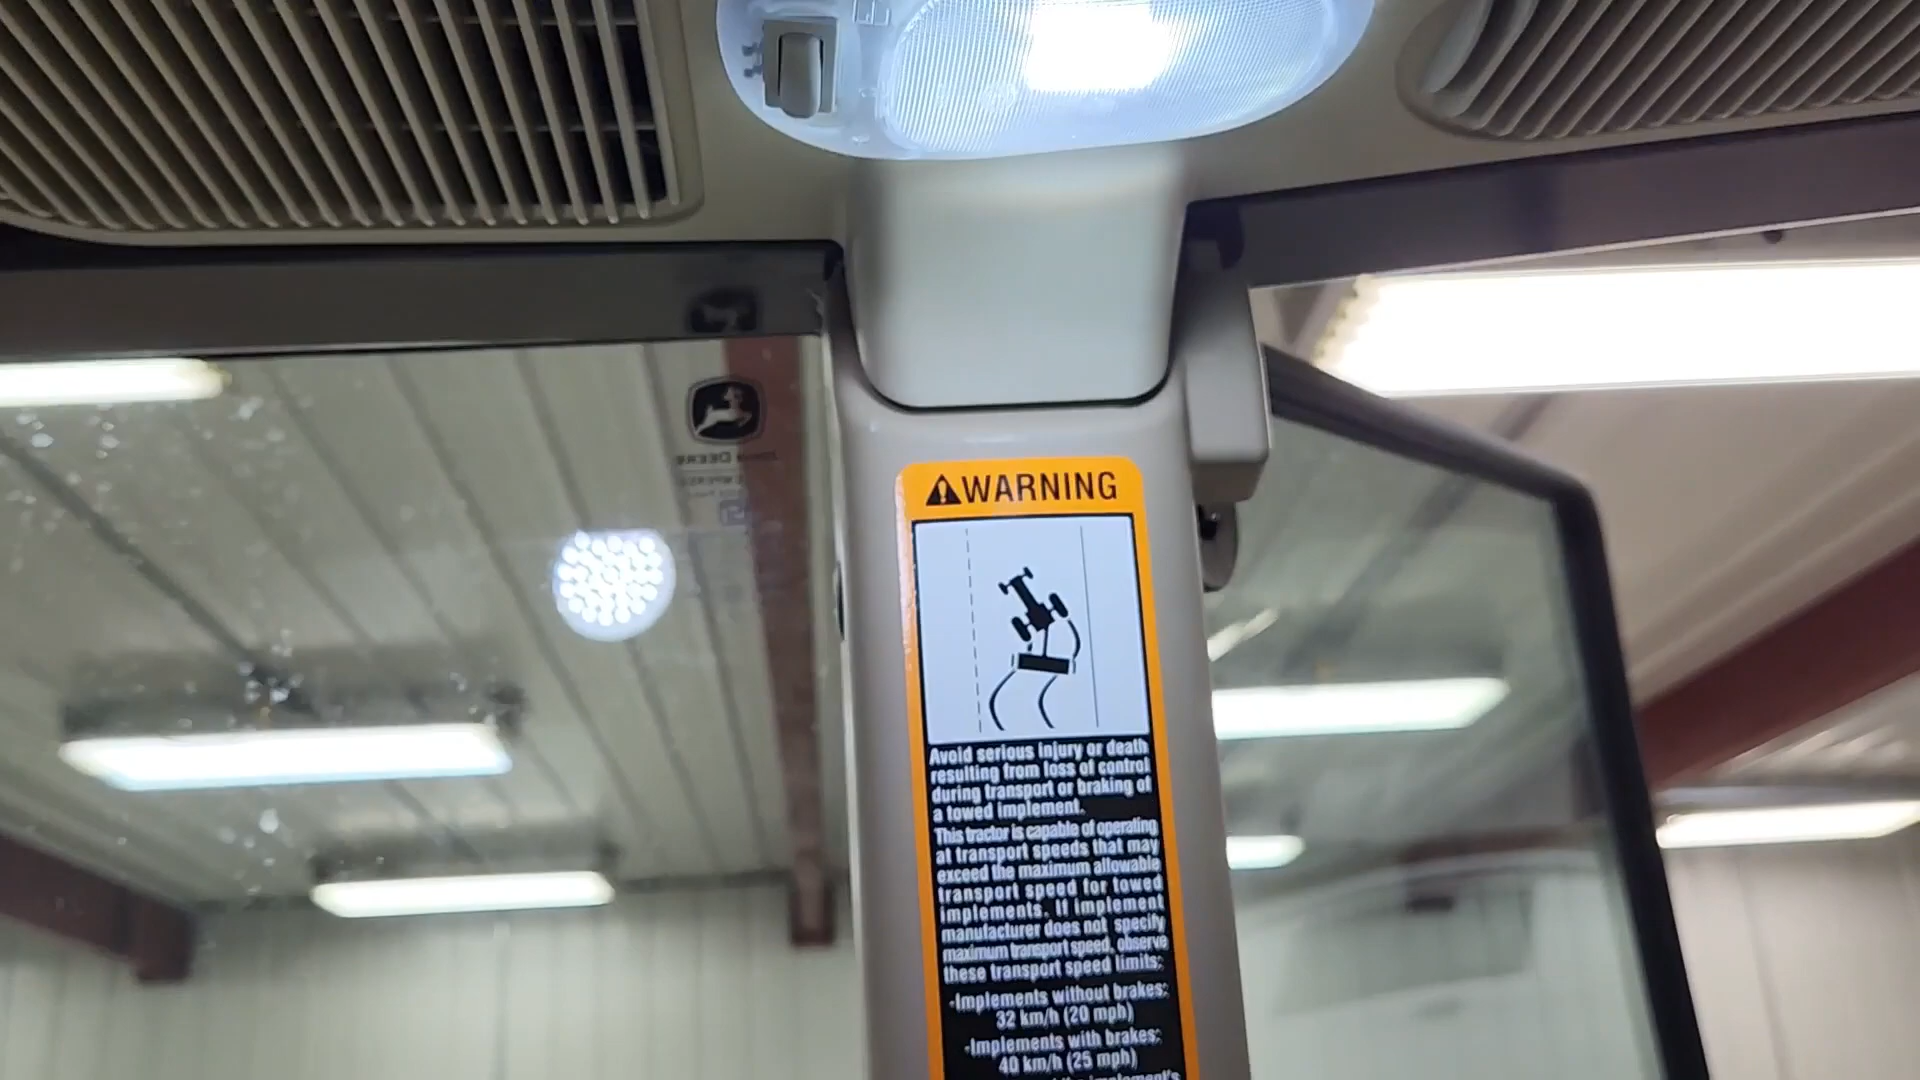 JOHN DEERE
WARNING
Avoid serious injury or death
resulting from loss of control
during transport or braking of
a towed implement.
This tractor is capable of operating
at transport speeds that may
exceed the maximum allowable
transport speed for towed
implements. If implement
manufacturer does not specify
maximum transport speed, observe
these transport speed limits:
-Implements without brakes:
32 km/h (20 mph)
-Implements with brakes:
40 km/h (25 mph)
implement's